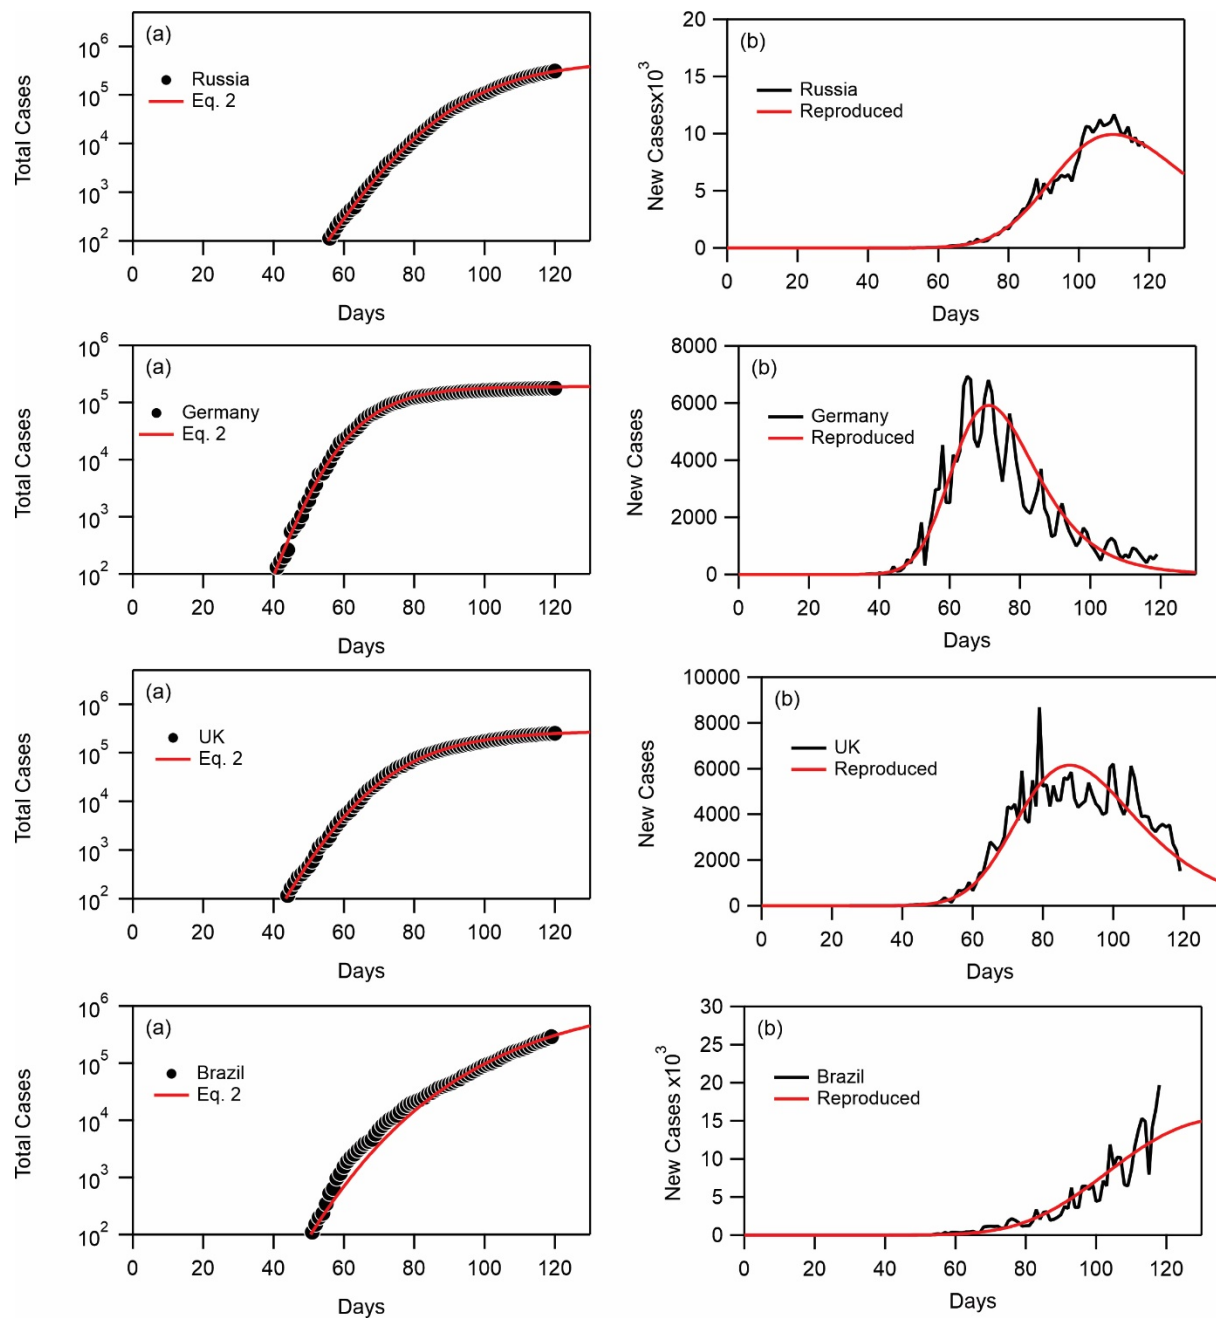 (a)
Total Cases
10^6
10^5
10^4
10^3
10^2
Russia
Eq. 2
0 20 40 60 80 100 120
Days
(b)
New Casesx10^3
20
15
10
5
0
Russia
Reproduced
0 20 40 60 80 100 120
Days
(a)
Total Cases
10^6
10^5
10^4
10^3
10^2
Germany
Eq. 2
0 20 40 60 80 100 120
Days
(b)
New Cases
8000
6000
4000
2000
0
Germany
Reproduced
0 20 40 60 80 100 120
Days
(a)
Total Cases
10^6
10^5
10^4
10^3
10^2
UK
Eq. 2
0 20 40 60 80 100 120
Days
(b)
New Cases
10000
8000
6000
4000
2000
0
UK
Reproduced
0 20 40 60 80 100 120
Days
(a)
Total Cases
10^6
10^5
10^4
10^3
10^2
Brazil
Eq. 2
0 20 40 60 80 100 120
Days
(b)
New Cases x10^3
30
25
20
15
10
5
0
Brazil
Reproduced
0 20 40 60 80 100 120
Days